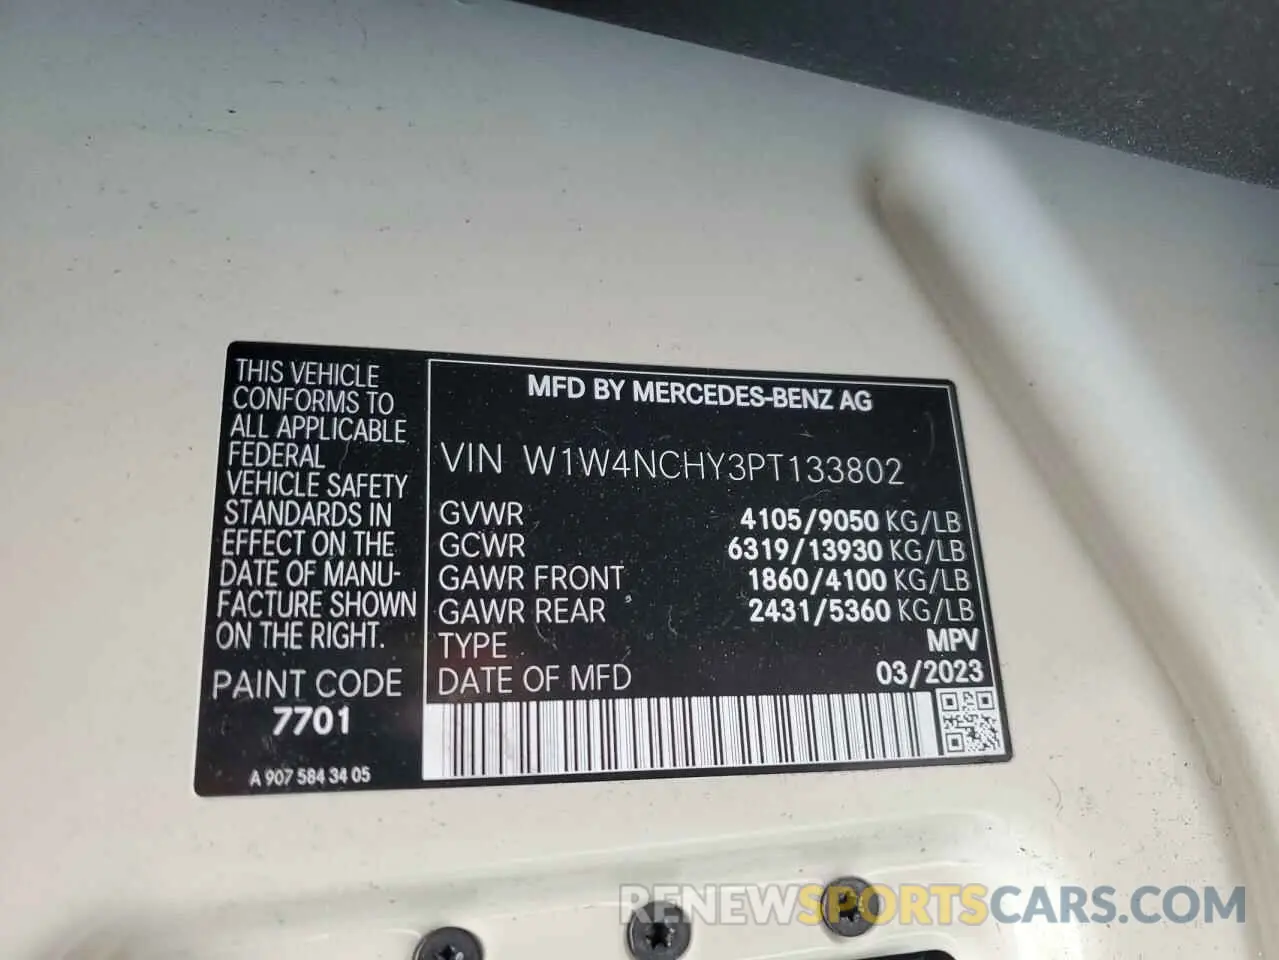 THIS VEHICLE
CONFORMS TO
ALL APPLICABLE
FEDERAL
VEHICLE SAFETY
STANDARDS IN
EFFECT ON THE
DATE OF MANU-
FACTURE SHOWN
ON THE RIGHT.
PAINT CODE
7701
A 907 584 34 05
MFD BY MERCEDES-BENZ AG
VIN W1W4NCHY3PT133802
GVWR 4105/9050 KG/LB
GCWR 6319/13930 KG/LB
GAWR FRONT 1860/4100 KG/LB
GAWR REAR 2431/5360 KG/LB
TYPE MPV
DATE OF MFD 03/2023
RENEWSPORTSCARS.COM